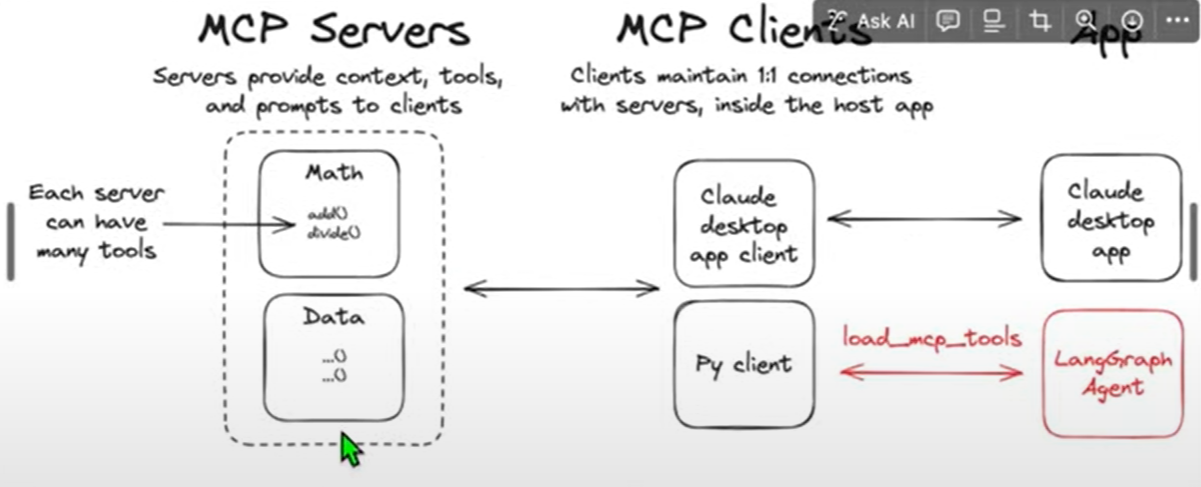 MCP Servers
Servers provide context, tools,
and prompts to clients
MCP Clients
Clients maintain 1:1 connections
with servers, inside the host app
Ask AI
App
Each server
can have
many tools
Math
add()
divide()
Data
...()
...()
Claude
desktop
app client
Py client
load_mcp_tools
Claude
desktop
app
LangGraph
Agent